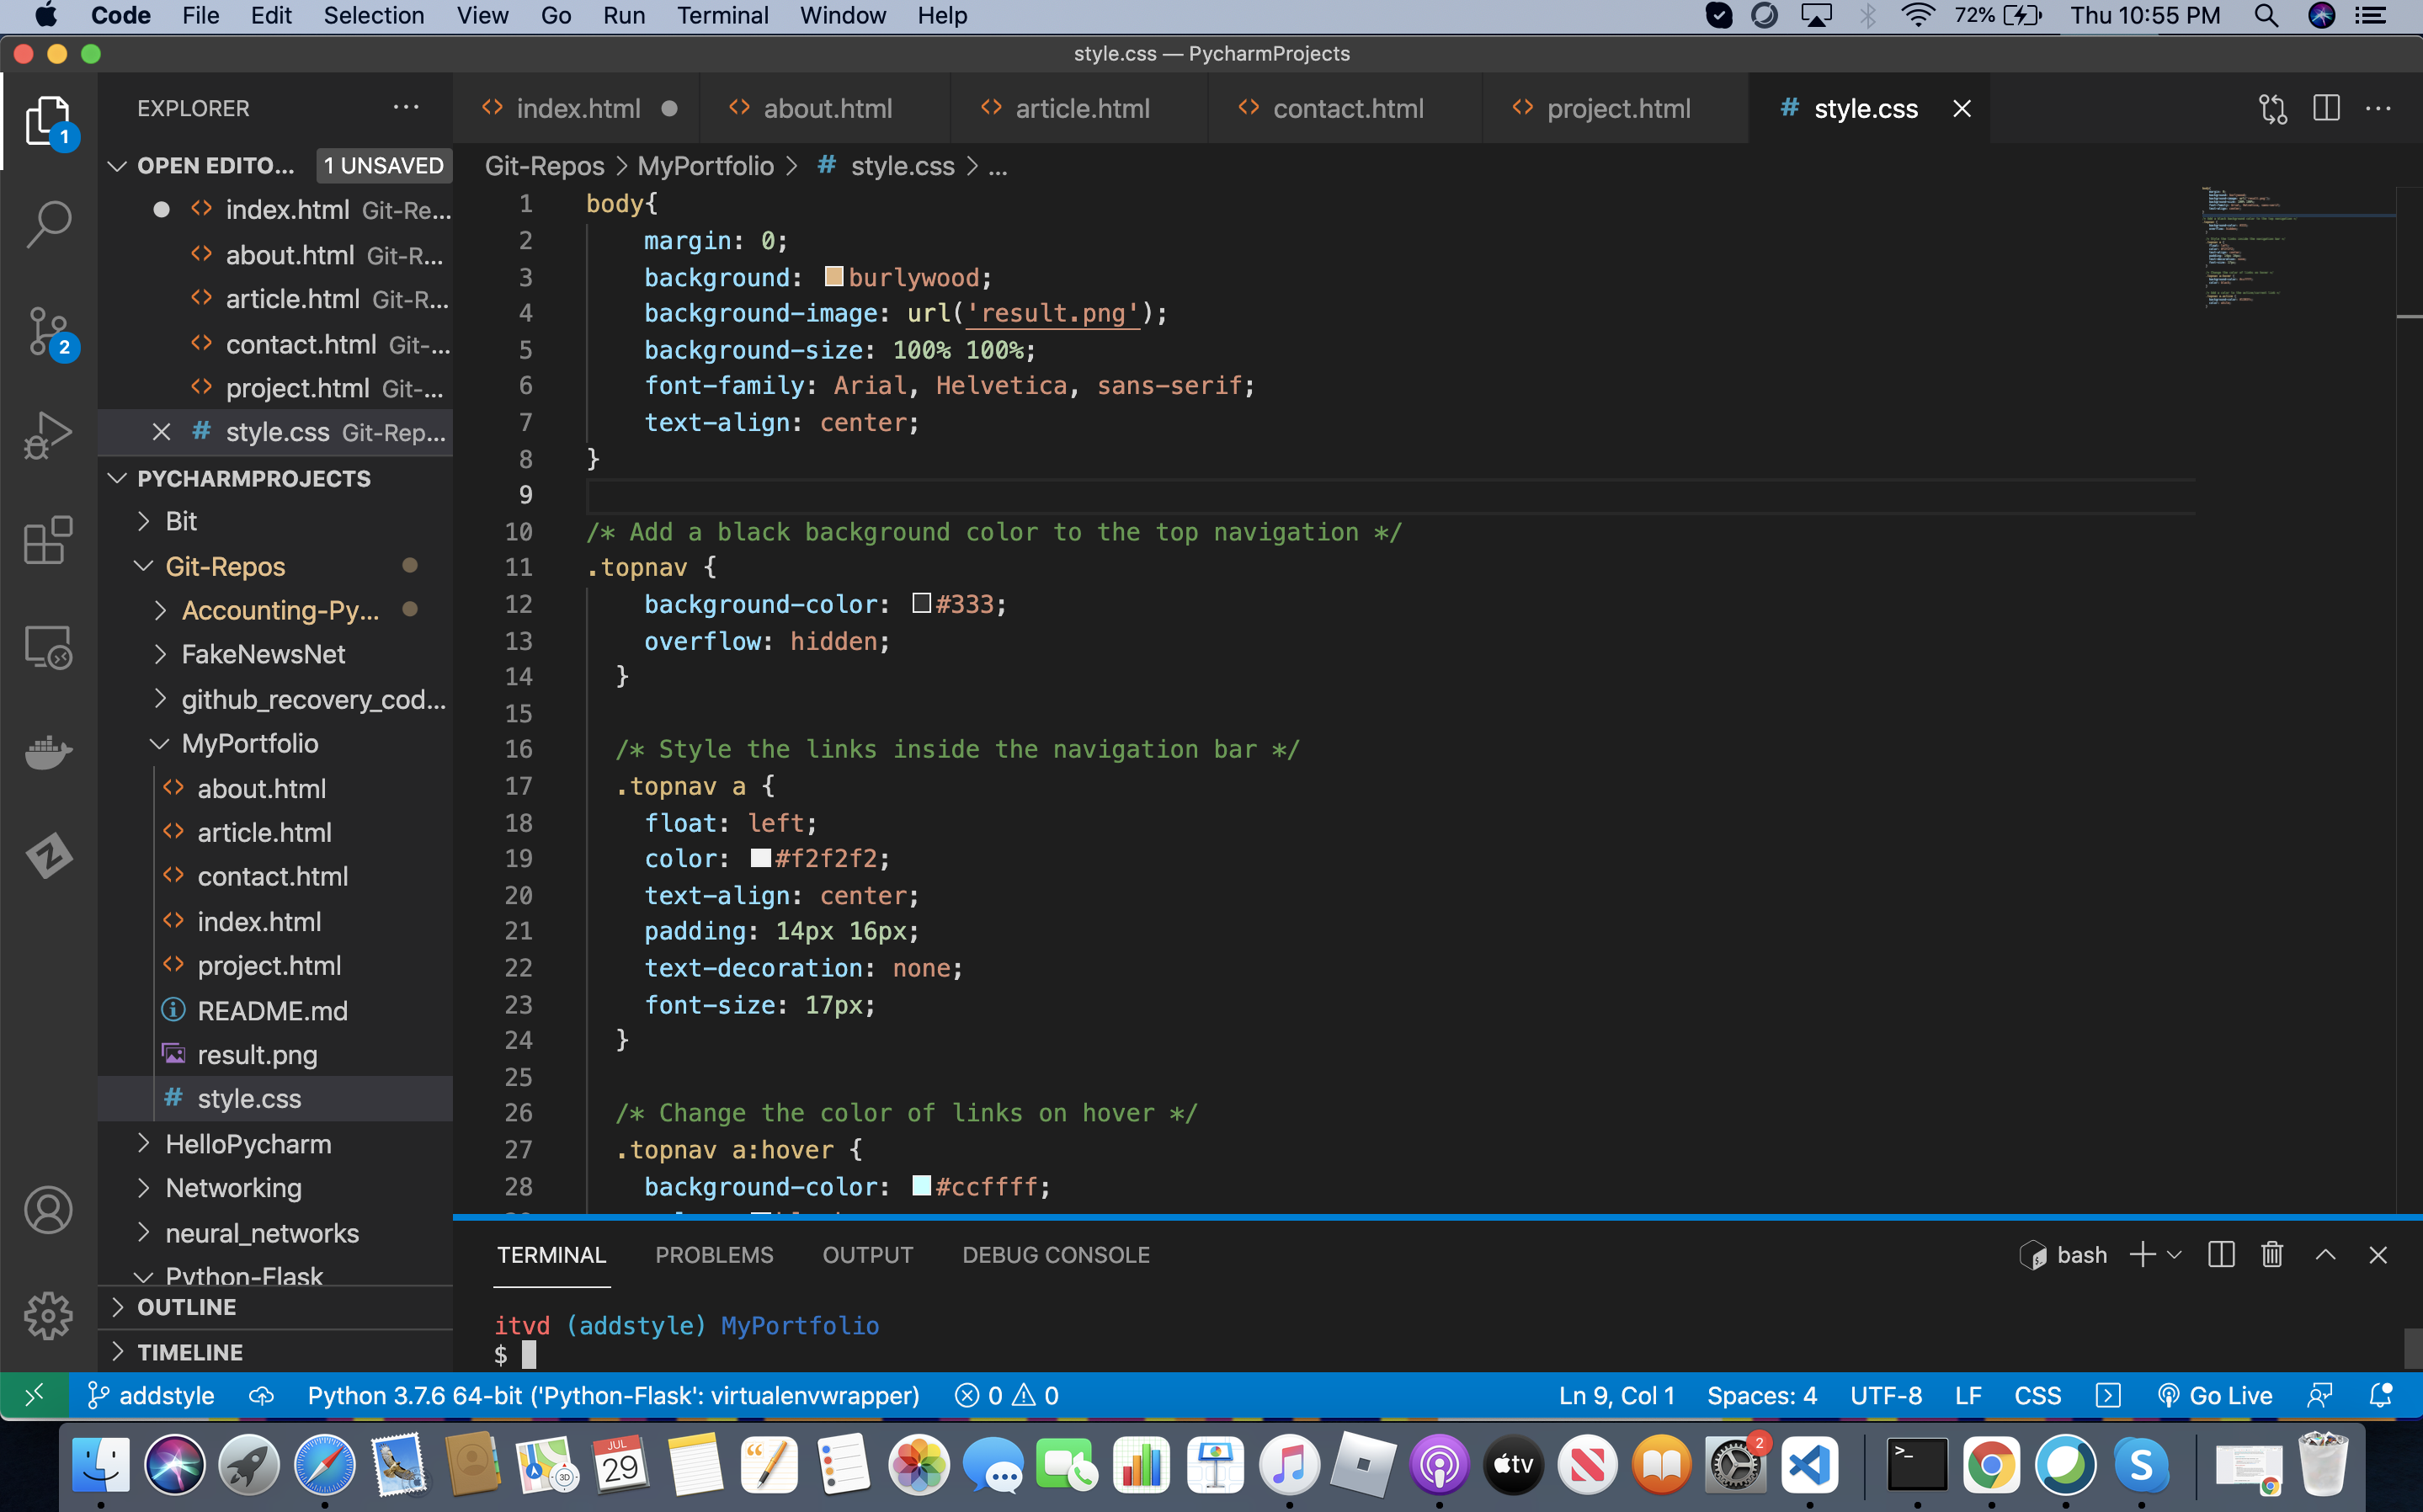 Code File Edit Selection View Go Run Terminal Window Help 72% Thu 10:55 PM
style.css — PycharmProjects
EXPLORER
OPEN EDITO... 1 UNSAVED
index.html Git-Re...
about.html Git-R...
article.html Git-R...
contact.html Git-...
project.html Git-...
style.css Git-Rep...
PYCHARMPROJECTS
Bit
Git-Repos
Accounting-Py...
FakeNewsNet
github_recovery_cod...
MyPortfolio
about.html
article.html
contact.html
index.html
project.html
README.md
result.png
style.css
HelloPycharm
Networking
neural_networks
Python-Flask
OUTLINE
TIMELINE
1
2
index.html about.html article.html contact.html project.html # style.css
Git-Repos > MyPortfolio > # style.css > ...
1 body{
2 margin: 0;
3 background: burlywood;
4 background-image: url('result.png');
5 background-size: 100% 100%;
6 font-family: Arial, Helvetica, sans-serif;
7 text-align: center;
8 }
9
10 /* Add a black background color to the top navigation */
11 .topnav {
12 background-color: #333;
13 overflow: hidden;
14 }
15
16 /* Style the links inside the navigation bar */
17 .topnav a {
18 float: left;
19 color: #f2f2f2;
20 text-align: center;
21 padding: 14px 16px;
22 text-decoration: none;
23 font-size: 17px;
24 }
25
26 /* Change the color of links on hover */
27 .topnav a:hover {
28 background-color: #ccffff;
TERMINAL PROBLEMS OUTPUT DEBUG CONSOLE bash
itvd (addstyle) MyPortfolio
$
addstyle Python 3.7.6 64-bit ('Python-Flask': virtualenvwrapper) 0 0 Ln 9, Col 1 Spaces: 4 UTF-8 LF CSS Go Live
3D JUL 29 tv 2 >_ S